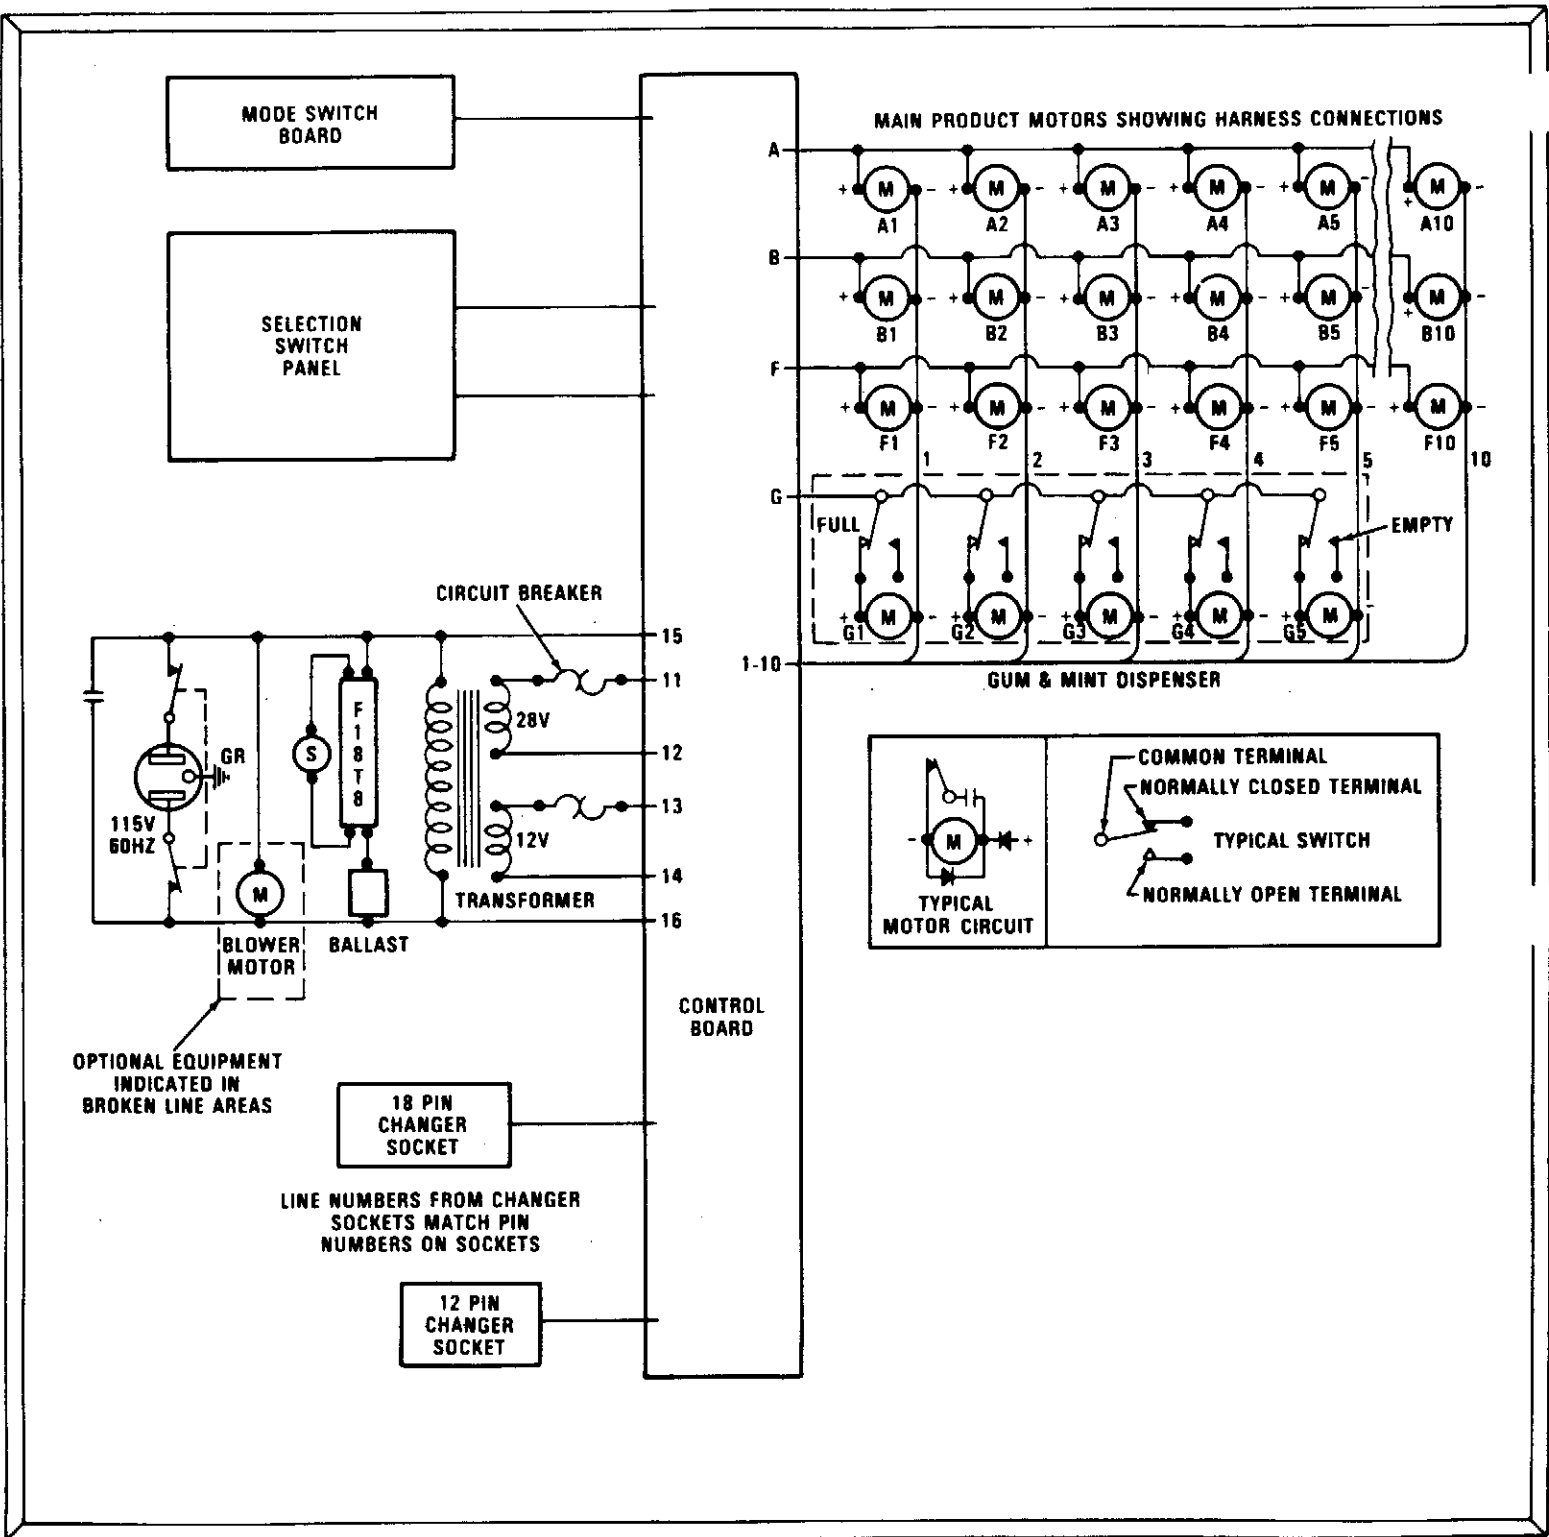 MODE SWITCH
BOARD
SELECTION
SWITCH
PANEL
MAIN PRODUCT MOTORS SHOWING HARNESS CONNECTIONS
A
+ M - + M - + M - + M - + M - + M -
A1 A2 A3 A4 A5 A10
B
+ M - + M - + M - + M - + M - + M -
B1 B2 B3 B4 B5 B10
F
+ M - + M - + M - + M - + M - + M -
F1 F2 F3 F4 F5 F10
1 2 3 4 5 10
G
FULL
EMPTY
+ M - + M - + M - + M - + M -
G1 G2 G3 G4 G5
1-10
GUM & MINT DISPENSER
CIRCUIT BREAKER
15
11
28V
12
13
12V
14
16
TRANSFORMER
F18T8
S
GR
115V
60HZ
M
BLOWER
MOTOR
BALLAST
OPTIONAL EQUIPMENT
INDICATED IN
BROKEN LINE AREAS
CONTROL
BOARD
- M +
TYPICAL
MOTOR CIRCUIT
COMMON TERMINAL
NORMALLY CLOSED TERMINAL
TYPICAL SWITCH
NORMALLY OPEN TERMINAL
18 PIN
CHANGER
SOCKET
LINE NUMBERS FROM CHANGER
SOCKETS MATCH PIN
NUMBERS ON SOCKETS
12 PIN
CHANGER
SOCKET